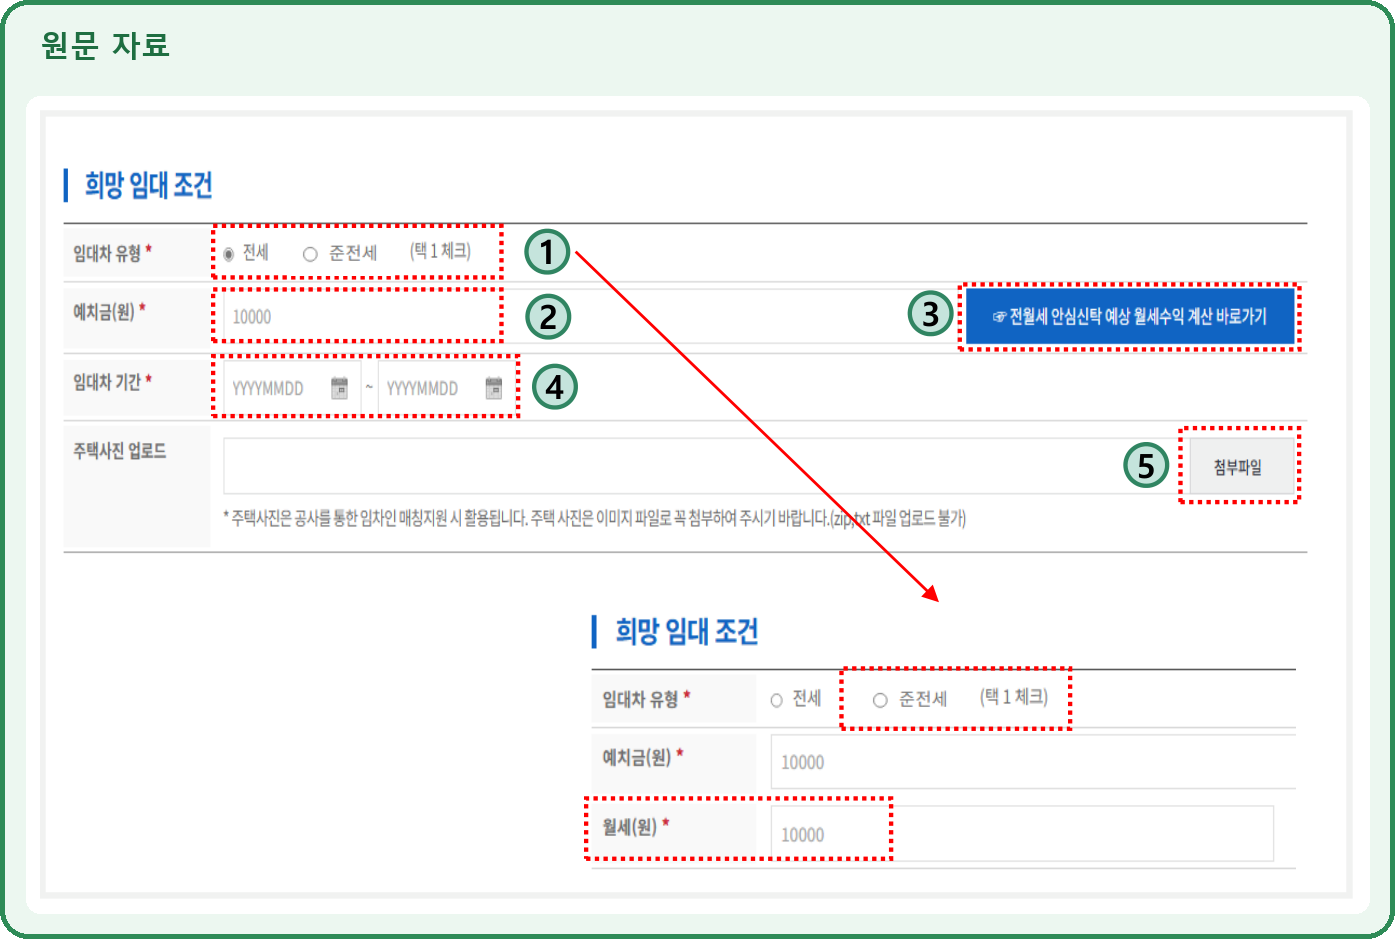 원문 자료
희망 임대 조건
임대차 유형 * 전세 준전세 (택 1 체크) 1
예치금(원) * 10000 2 3 ☞ 전월세 안심신탁 예상 월세수익 계산 바로가기
임대차 기간 * YYYYMMDD ~ YYYYMMDD 4
주택사진 업로드 5 첨부파일
* 주택사진은 공사를 통한 임차인 매칭지원 시 활용됩니다. 주택 사진은 이미지 파일로 꼭 첨부하여 주시기 바랍니다.(zip,txt 파일 업로드 불가)
희망 임대 조건
임대차 유형 * 전세 준전세 (택 1 체크)
예치금(원) * 10000
월세(원) * 10000